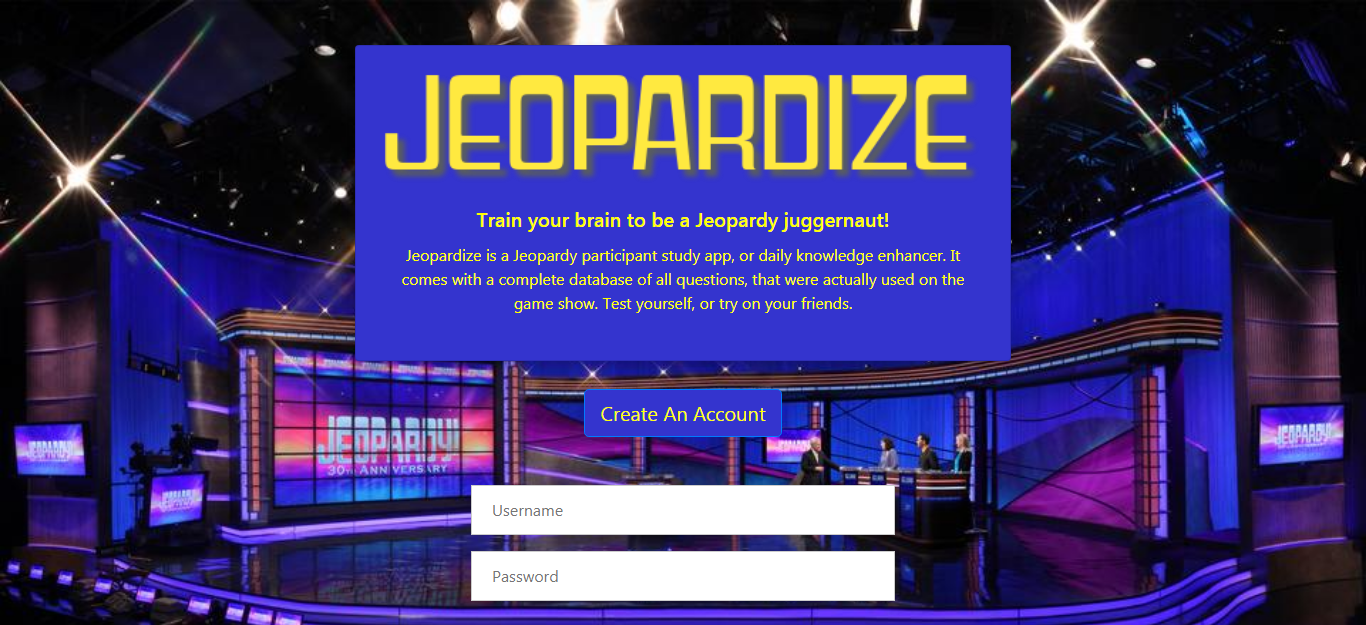 JEOPARDIZE
Train your brain to be a Jeopardy juggernaut!
Jeopardize is a Jeopardy participant study app, or daily knowledge enhancer. It
comes with a complete database of all questions, that were actually used on the
game show. Test yourself, or try on your friends.
Create An Account
JEOPARDY!
30TH ANNIVERSARY
JEOPARDY!
JEOPARDY!
JEOPARDY!
Username
Password